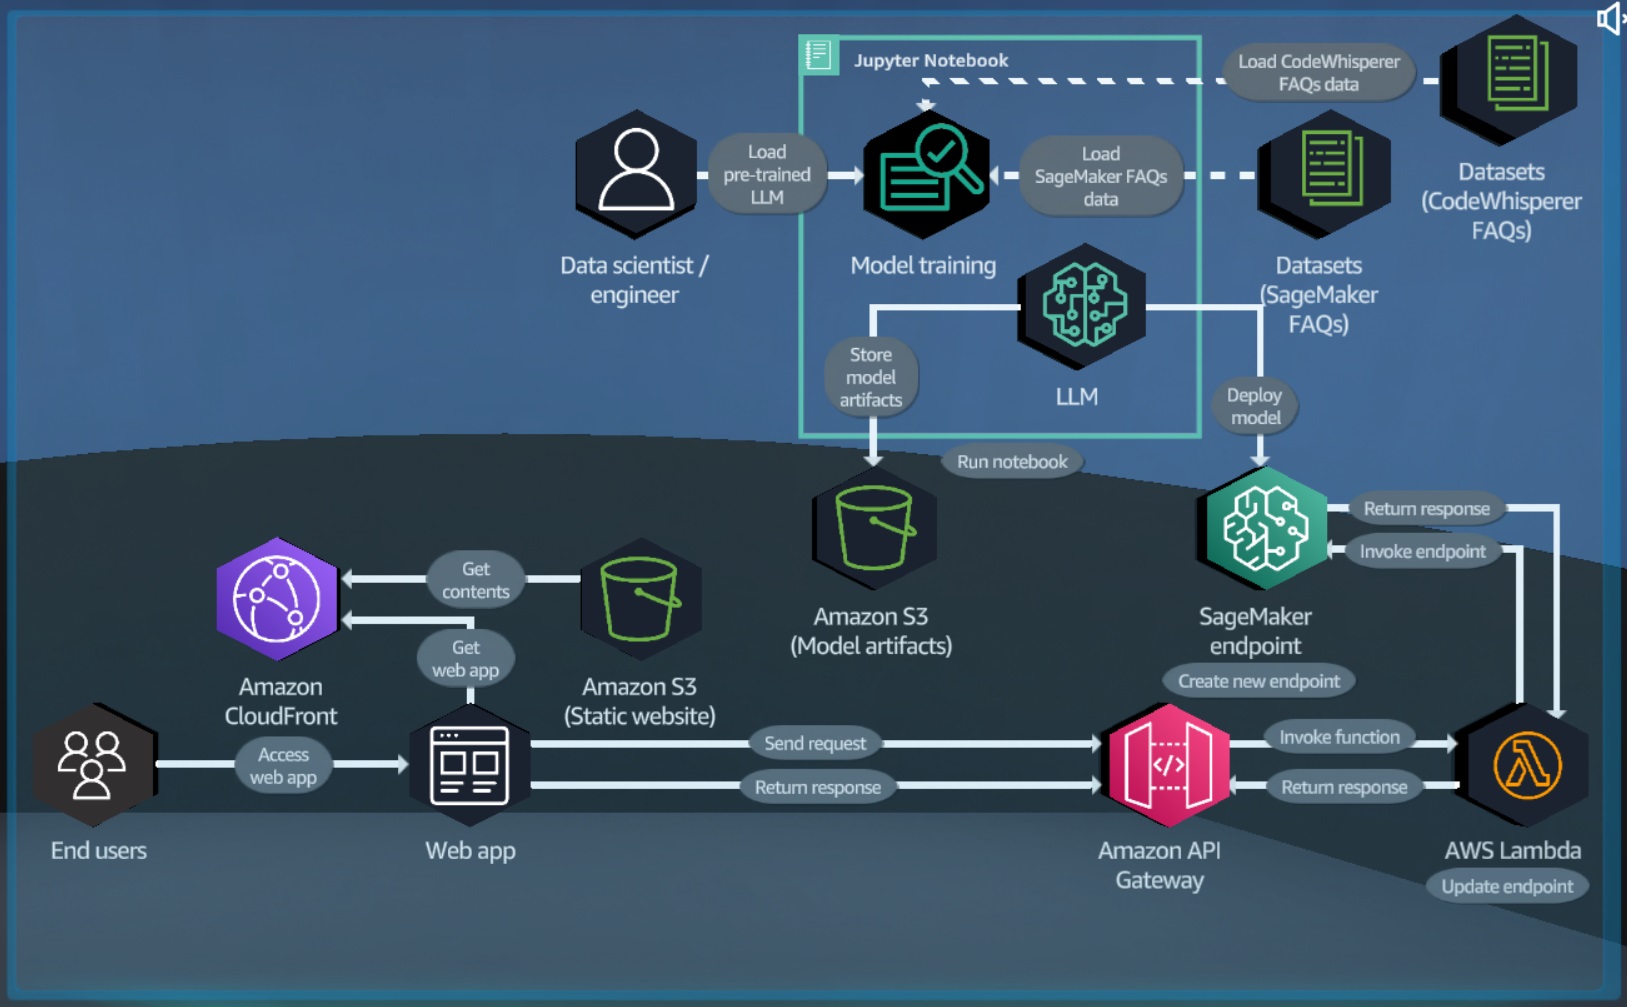 Jupyter Notebook
Load CodeWhisperer
FAQs data
Load
pre-trained
LLM
Load
SageMaker FAQs
data
Datasets
(CodeWhisperer
FAQs)
Data scientist /
engineer
Model training
Datasets
(SageMaker
FAQs)
Store
model
artifacts
LLM
Deploy
model
Run notebook
Return response
Invoke endpoint
Get
contents
Get
web app
Amazon S3
(Model artifacts)
SageMaker
endpoint
Create new endpoint
Amazon
CloudFront
Amazon S3
(Static website)
Access
web app
Send request
Return response
Invoke function
Return response
End users
Web app
Amazon API
Gateway
</>
AWS Lambda
Update endpoint